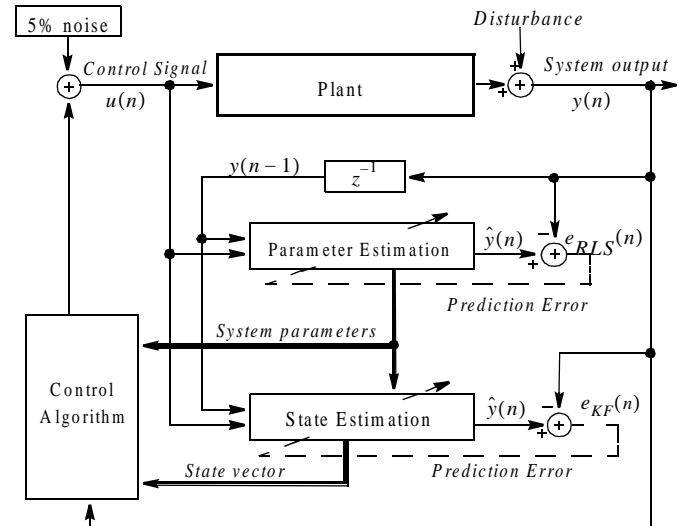 5% noise
Disturbance
Control Signal
System output
+
u(n)
Plant
+
+
+
y(n)
y(n−1)
z⁻¹
−
Parameter Estimation
ŷ(n)
+
+
e_RLS(n)
Prediction Error
System parameters
Control
Algorithm
−
State Estimation
ŷ(n)
+
+
e_KF(n)
State vector
Prediction Error